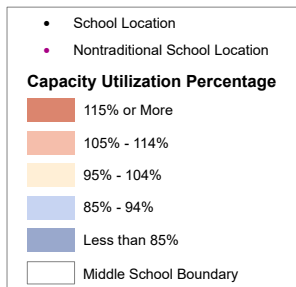 School Location
Nontraditional School Location
Capacity Utilization Percentage
115% or More
105% - 114%
95% - 104%
85% - 94%
Less than 85%
Middle School Boundary